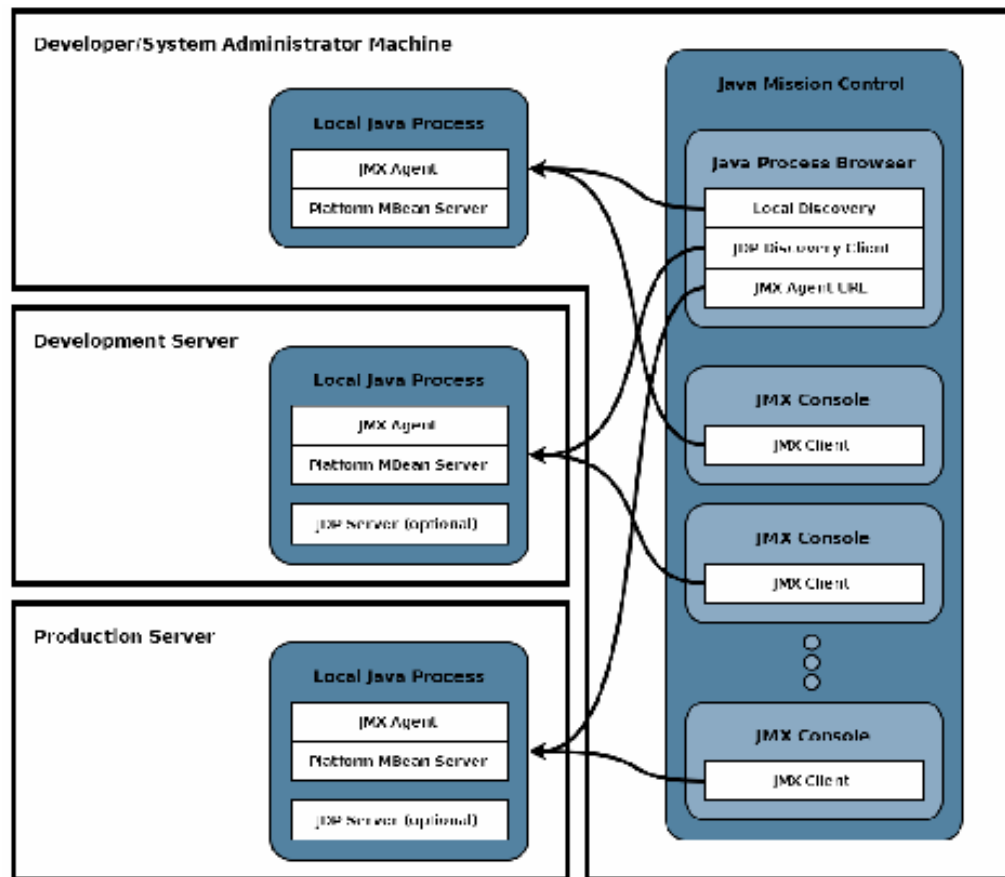 Developer/System Administrator Machine
Local Java Process
JMX Agent
Platform MBean Server
Java Mission Control
Java Process Browser
Local Discovery
JDP Discovery Client
JMX Agent URL
Development Server
Local Java Process
JMX Agent
Platform MBean Server
JDP Server (optional)
JMX Console
JMX Client
JMX Console
JMX Client
Production Server
Local Java Process
JMX Agent
Platform MBean Server
JDP Server (optional)
JMX Console
JMX Client